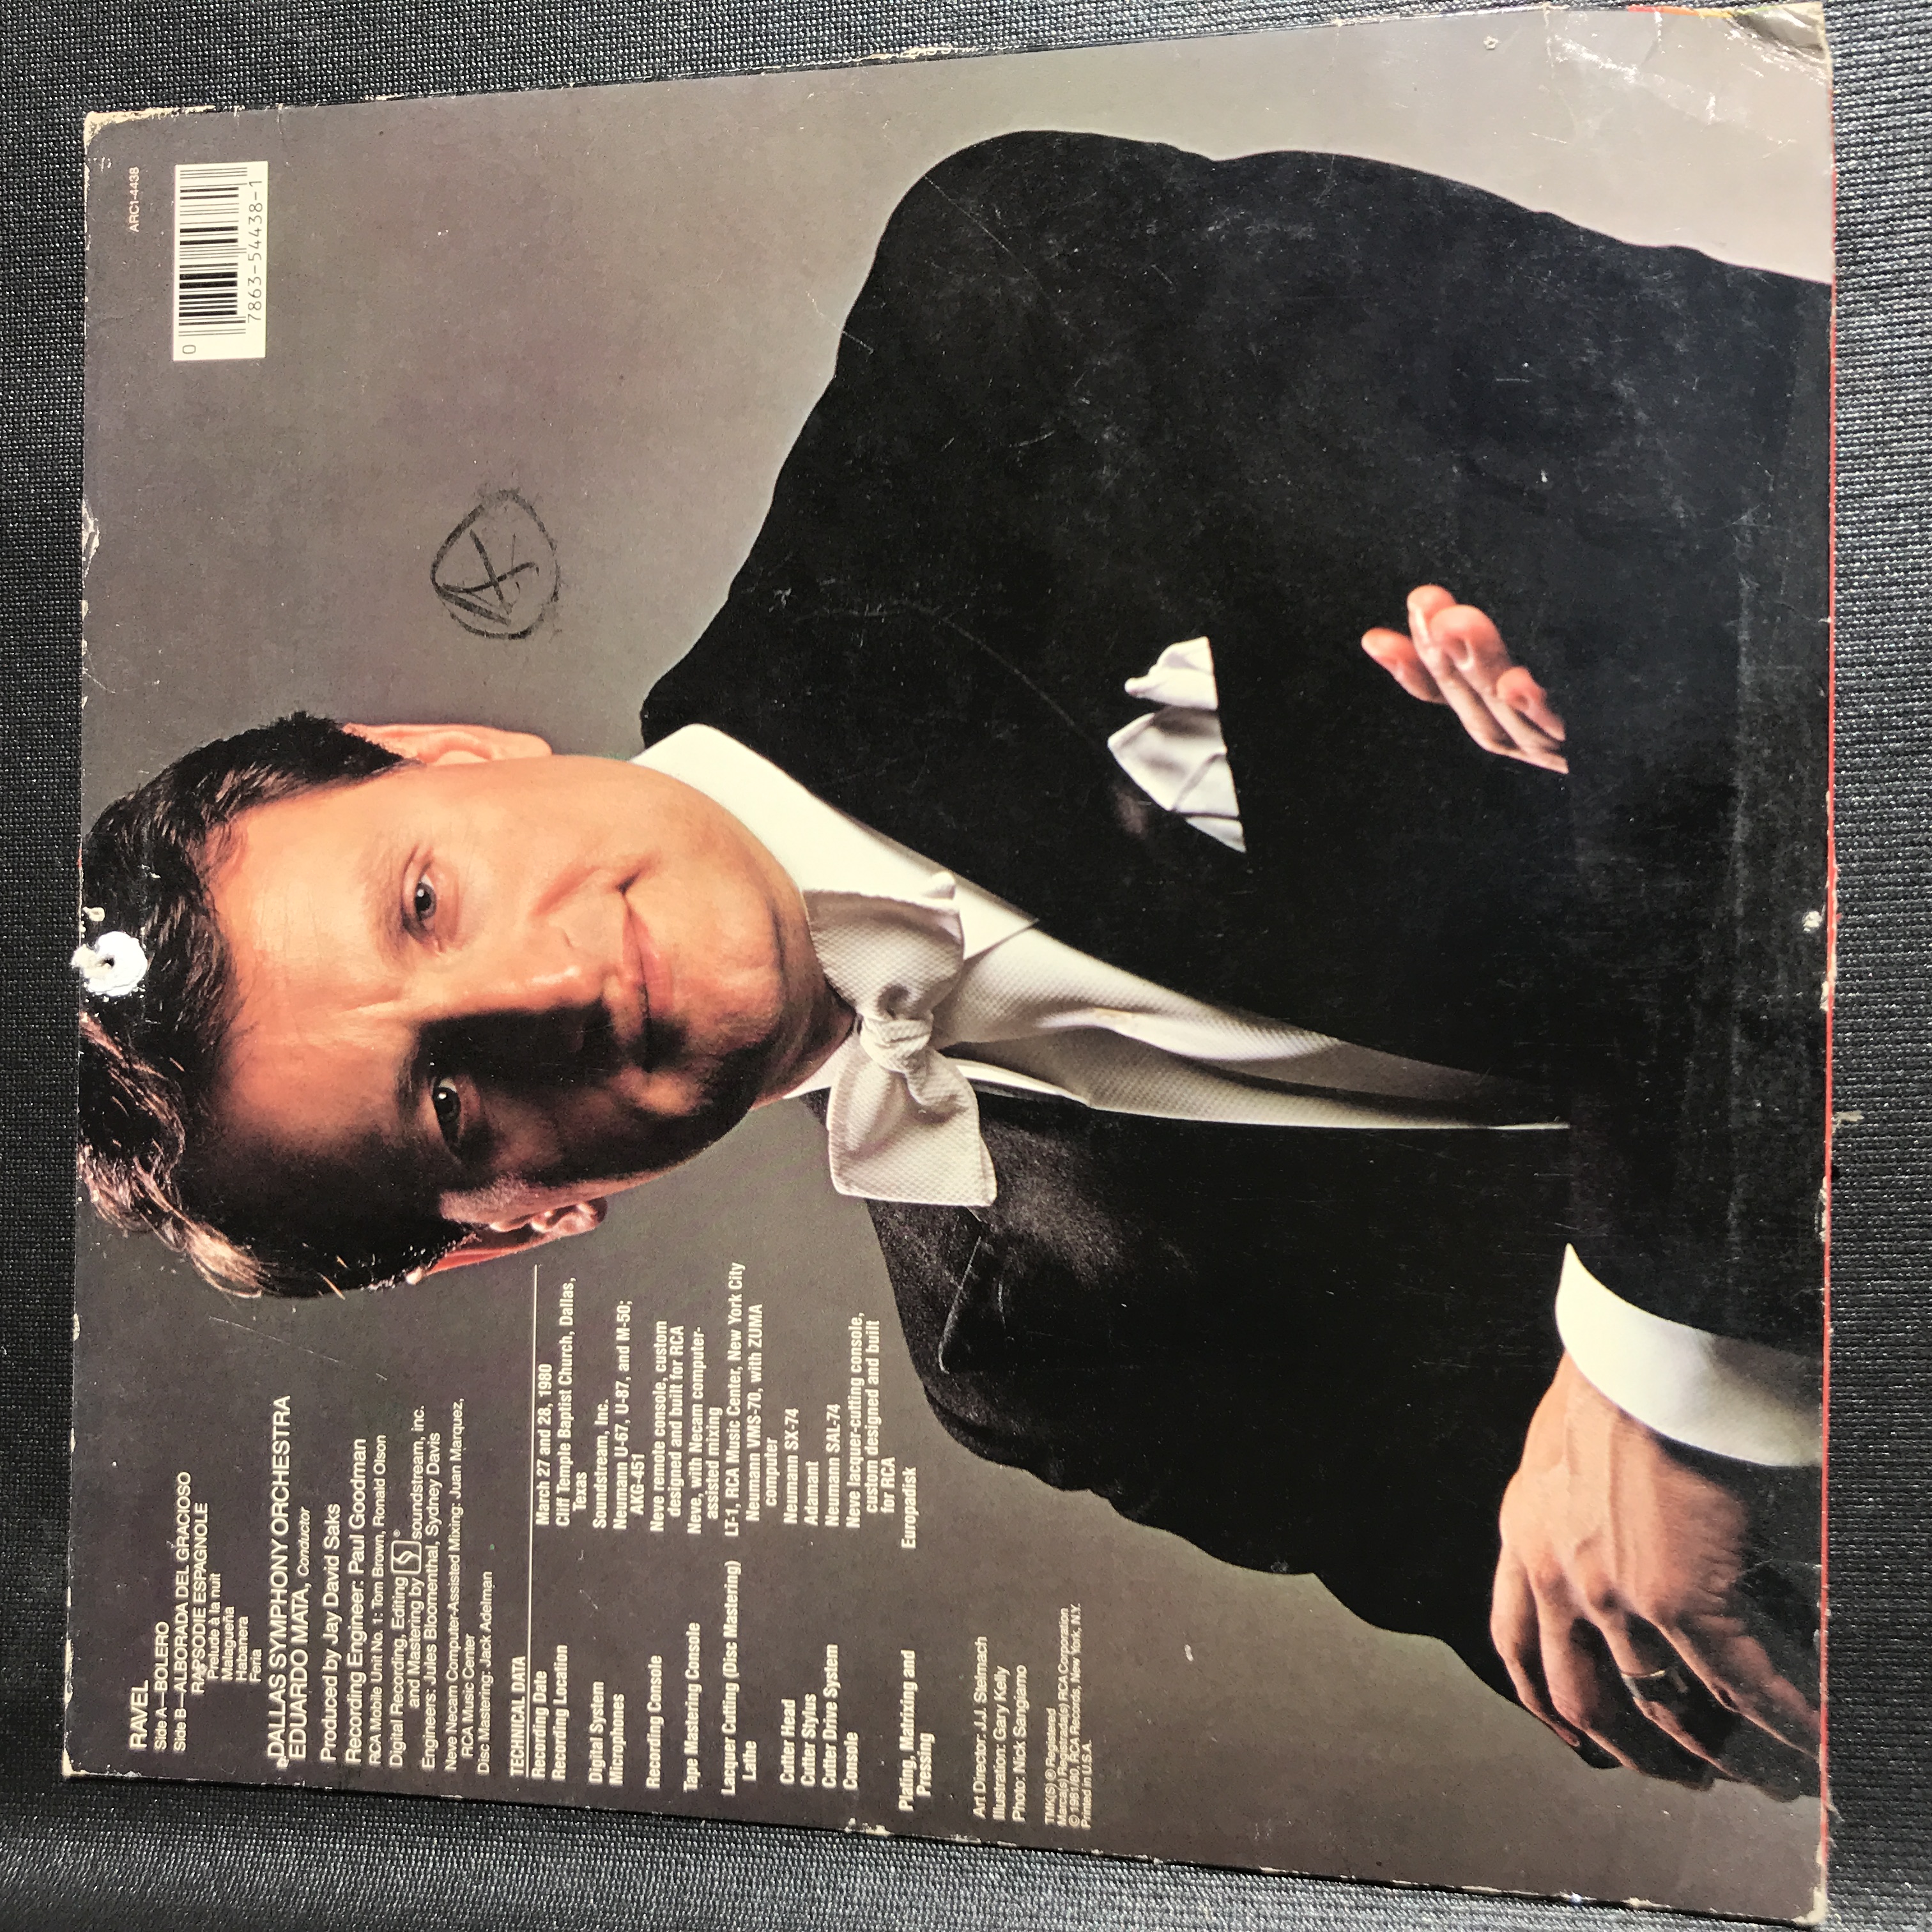 RAVEL
Side A—BOLERO
Side B—ALBORADA DEL GRACIOSO
RAPSODIE ESPAGNOLE
Prelude à la nuit
Malagueña
Habanera
Feria
DALLAS SYMPHONY ORCHESTRA
EDUARDO MATA, Conductor
Produced by Jay David Saks
Recording Engineer: Paul Goodman
RCA Mobile Unit No. 1: Tom Brown, Ronald Olson
Digital Recording, Editing
and Mastering by ® soundstream, inc.
Engineers: Jules Bloomenthal, Sydney Davis
Neve Necam Computer-Assisted Mixing: Juan Marquez,
RCA Music Center
Disc Mastering: Jack Adelman
TECHNICAL DATA
Recording Date March 27 and 28, 1980
Recording Location Cliff Temple Baptist Church, Dallas,
Texas
Digital System Soundstream, Inc.
Microphones Neumann U-67, U-87, and M-50;
AKG-451
Recording Console Neve remote console, custom
designed and built for RCA
Tape Mastering Console Neve, with Necam computer-
assisted mixing
Lacquer Cutting (Disc Mastering) LT-1, RCA Music Center, New York City
Lathe Neumann VMS-70, with ZUMA
computer
Cutter Head Neumann SX-74
Cutter Stylus Adamant
Cutter Drive System Neumann SAL-74
Console Neve lacquer-cutting console,
custom designed and built
for RCA
Plating, Matrixing and Europadisk
Pressing
Art Director: J.J. Stelmach
Illustration: Gary Kelly
Photo: Nick Sangiamo
TMK(S) ® Registered
Marca(s) Registrada(s) RCA Corporation
© 1981/80, RCA Records, New York, N.Y.
Printed in U.S.A.
ARC1-4438
0
7863-54438-1